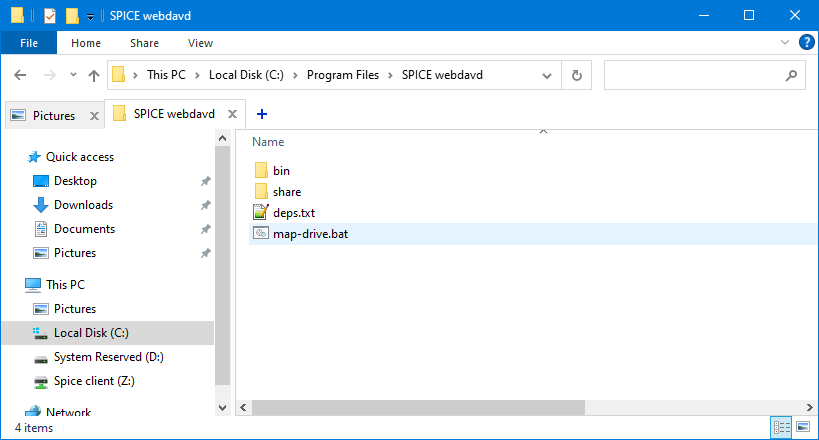 SPICE webdavd
File Home Share View
This PC Local Disk (C:) Program Files SPICE webdavd
Pictures SPICE webdavd
Name
Quick access
Desktop
Downloads
Documents
Pictures
This PC
Pictures
Local Disk (C:)
System Reserved (D:)
Spice client (Z:)
Network
bin
share
deps.txt
map-drive.bat
4 items